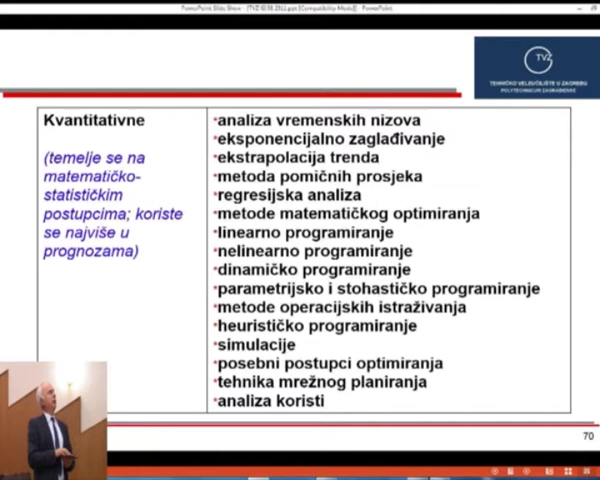 PowerPoint Slide Show - [TVZ 60.98.2011.ppt [Compatibility Mode]] - PowerPoint
TVZ
TEHNIČKO VELEUČILIŠTE U ZAGREBU
POLYTECHNICUM ZAGRABIENSE
Kvantitativne
(temelje se na
matematičko-
statističkim
postupcima; koriste
se najviše u
prognozama)
analiza vremenskih nizova
eksponencijalno zaglađivanje
ekstrapolacija trenda
metoda pomičnih prosjeka
regresijska analiza
metode matematičkog optimiranja
linearno programiranje
nelinearno programiranje
dinamičko programiranje
parametrijsko i stohastičko programiranje
metode operacijskih istraživanja
heurističko programiranje
simulacije
posebni postupci optimiranja
tehnika mrežnog planiranja
analiza koristi
70